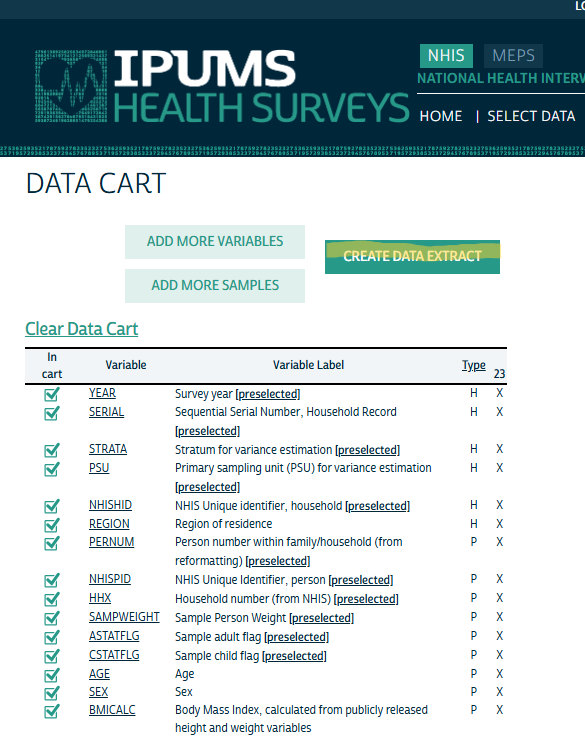 LO
IPUMS
HEALTH SURVEYS
NHIS MEPS
NATIONAL HEALTH INTERV
HOME | SELECT DATA
DATA CART
ADD MORE VARIABLES
CREATE DATA EXTRACT
ADD MORE SAMPLES
Clear Data Cart
In
cart Variable Variable Label Type 23
YEAR Survey year [preselected] H X
SERIAL Sequential Serial Number, Household Record H X
[preselected]
STRATA Stratum for variance estimation [preselected] H X
PSU Primary sampling unit (PSU) for variance estimation H X
[preselected]
NHISHID NHIS Unique identifier, household [preselected] H X
REGION Region of residence H X
PERNUM Person number within family/household (from P X
reformatting) [preselected]
NHISPID NHIS Unique Identifier, person [preselected] P X
HHX Household number (from NHIS) [preselected] P X
SAMPWEIGHT Sample Person Weight [preselected] P X
ASTATFLG Sample adult flag [preselected] P X
CSTATFLG Sample child flag [preselected] P X
AGE Age P X
SEX Sex P X
BMICALC Body Mass Index, calculated from publicly released P X
height and weight variables